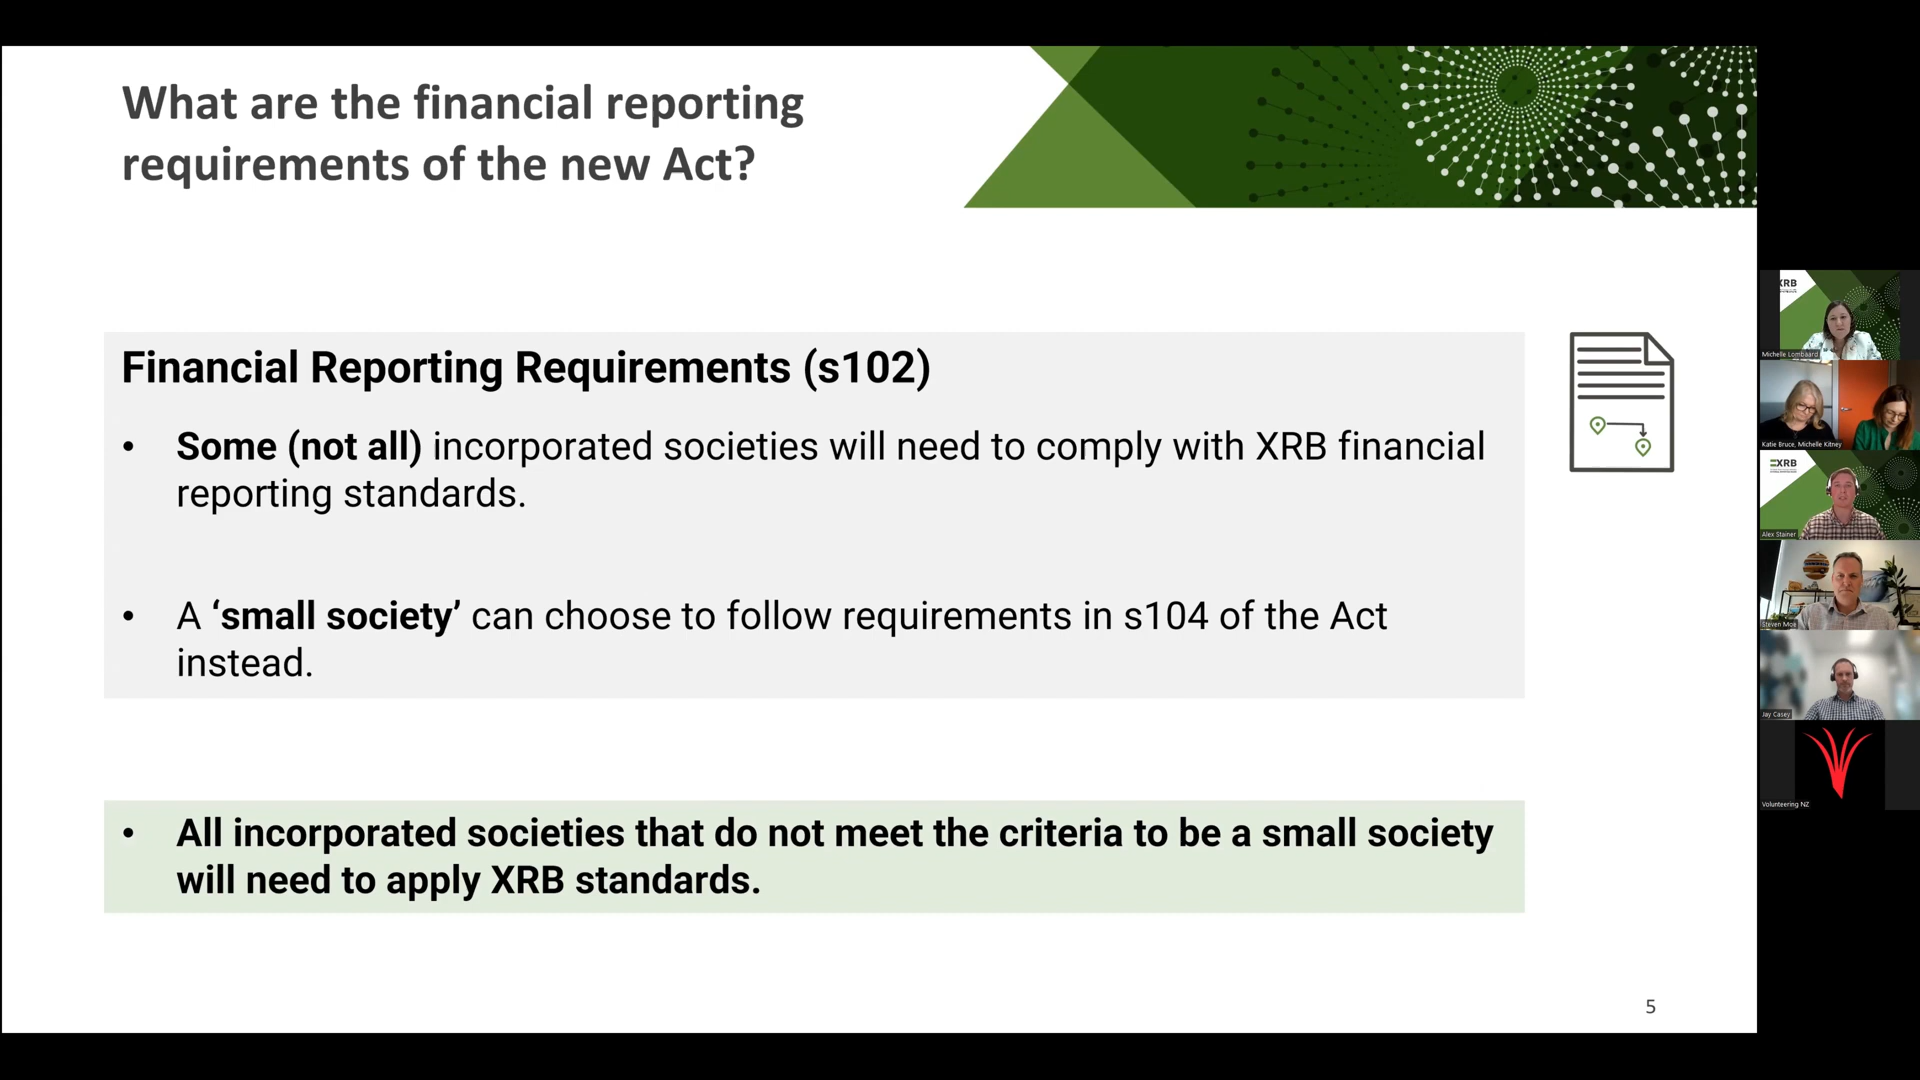 What are the financial reporting
requirements of the new Act?
Financial Reporting Requirements (s102)
• Some (not all) incorporated societies will need to comply with XRB financial
reporting standards.
• A ‘small society’ can choose to follow requirements in s104 of the Act
instead.
• All incorporated societies that do not meet the criteria to be a small society
will need to apply XRB standards.
5
XRB
Michelle Lombaard
Katie Bruce, Michelle Kitney
XRB
Alex Stainer
Steven Moe
Jay Casey
Volunteering NZ